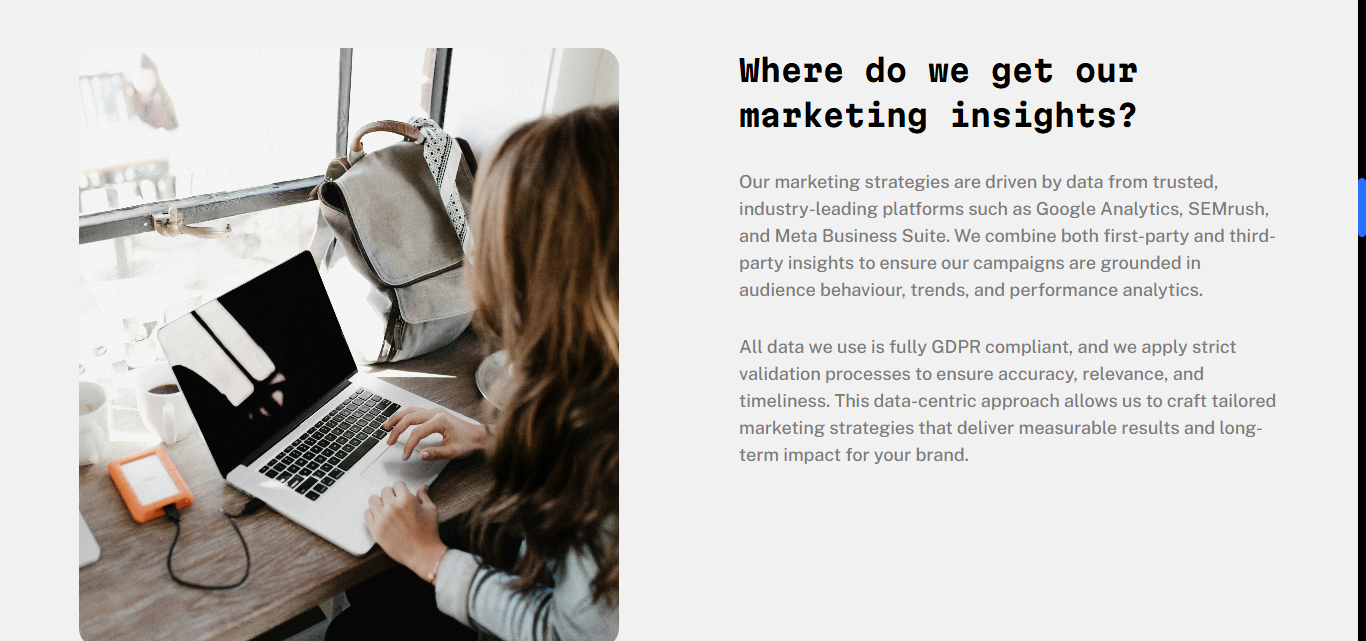 Where do we get our
marketing insights?
Our marketing strategies are driven by data from trusted,
industry-leading platforms such as Google Analytics, SEMrush,
and Meta Business Suite. We combine both first-party and third-
party insights to ensure our campaigns are grounded in
audience behaviour, trends, and performance analytics.
All data we use is fully GDPR compliant, and we apply strict
validation processes to ensure accuracy, relevance, and
timeliness. This data-centric approach allows us to craft tailored
marketing strategies that deliver measurable results and long-
term impact for your brand.